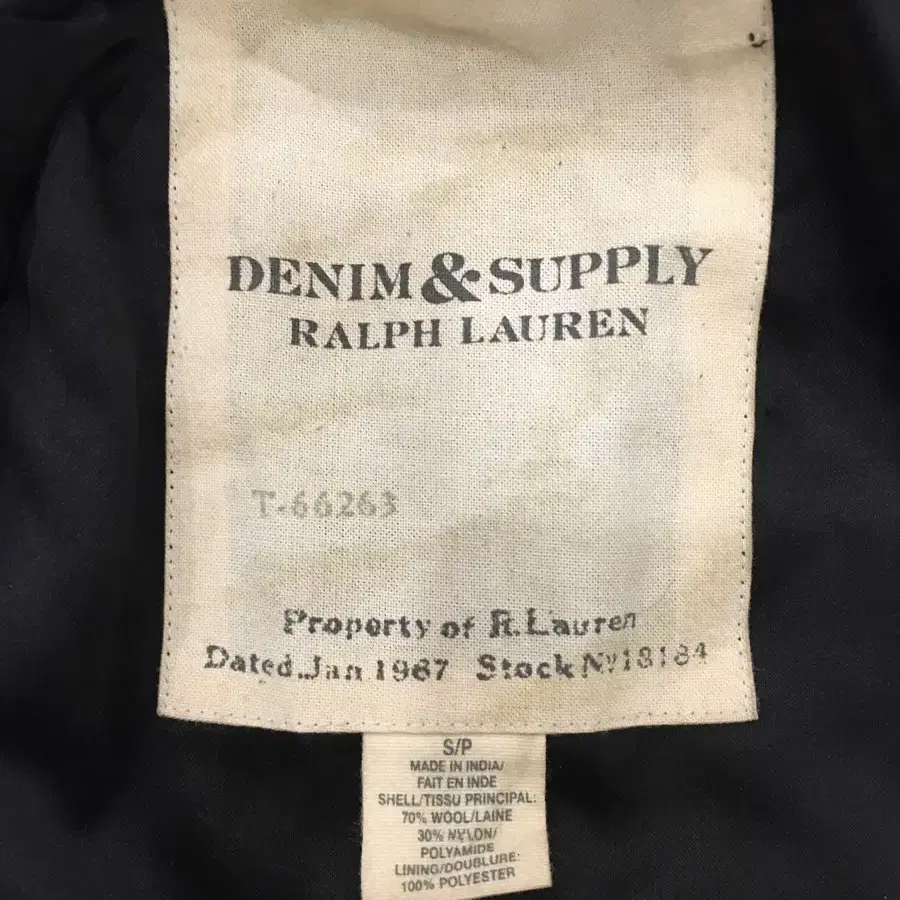 DENIM & SUPPLY
RALPH LAUREN
T-66263
Property of R. Lauren
Dated. Jan 1967 Stock Nº 18184
S/P
MADE IN INDIA/
FAIT EN INDE
SHELL/TISSU PRINCIPAL:
70% WOOL/LAINE
30% NYLON/
POLYAMIDE
LINING/DOUBLURE:
100% POLYESTER